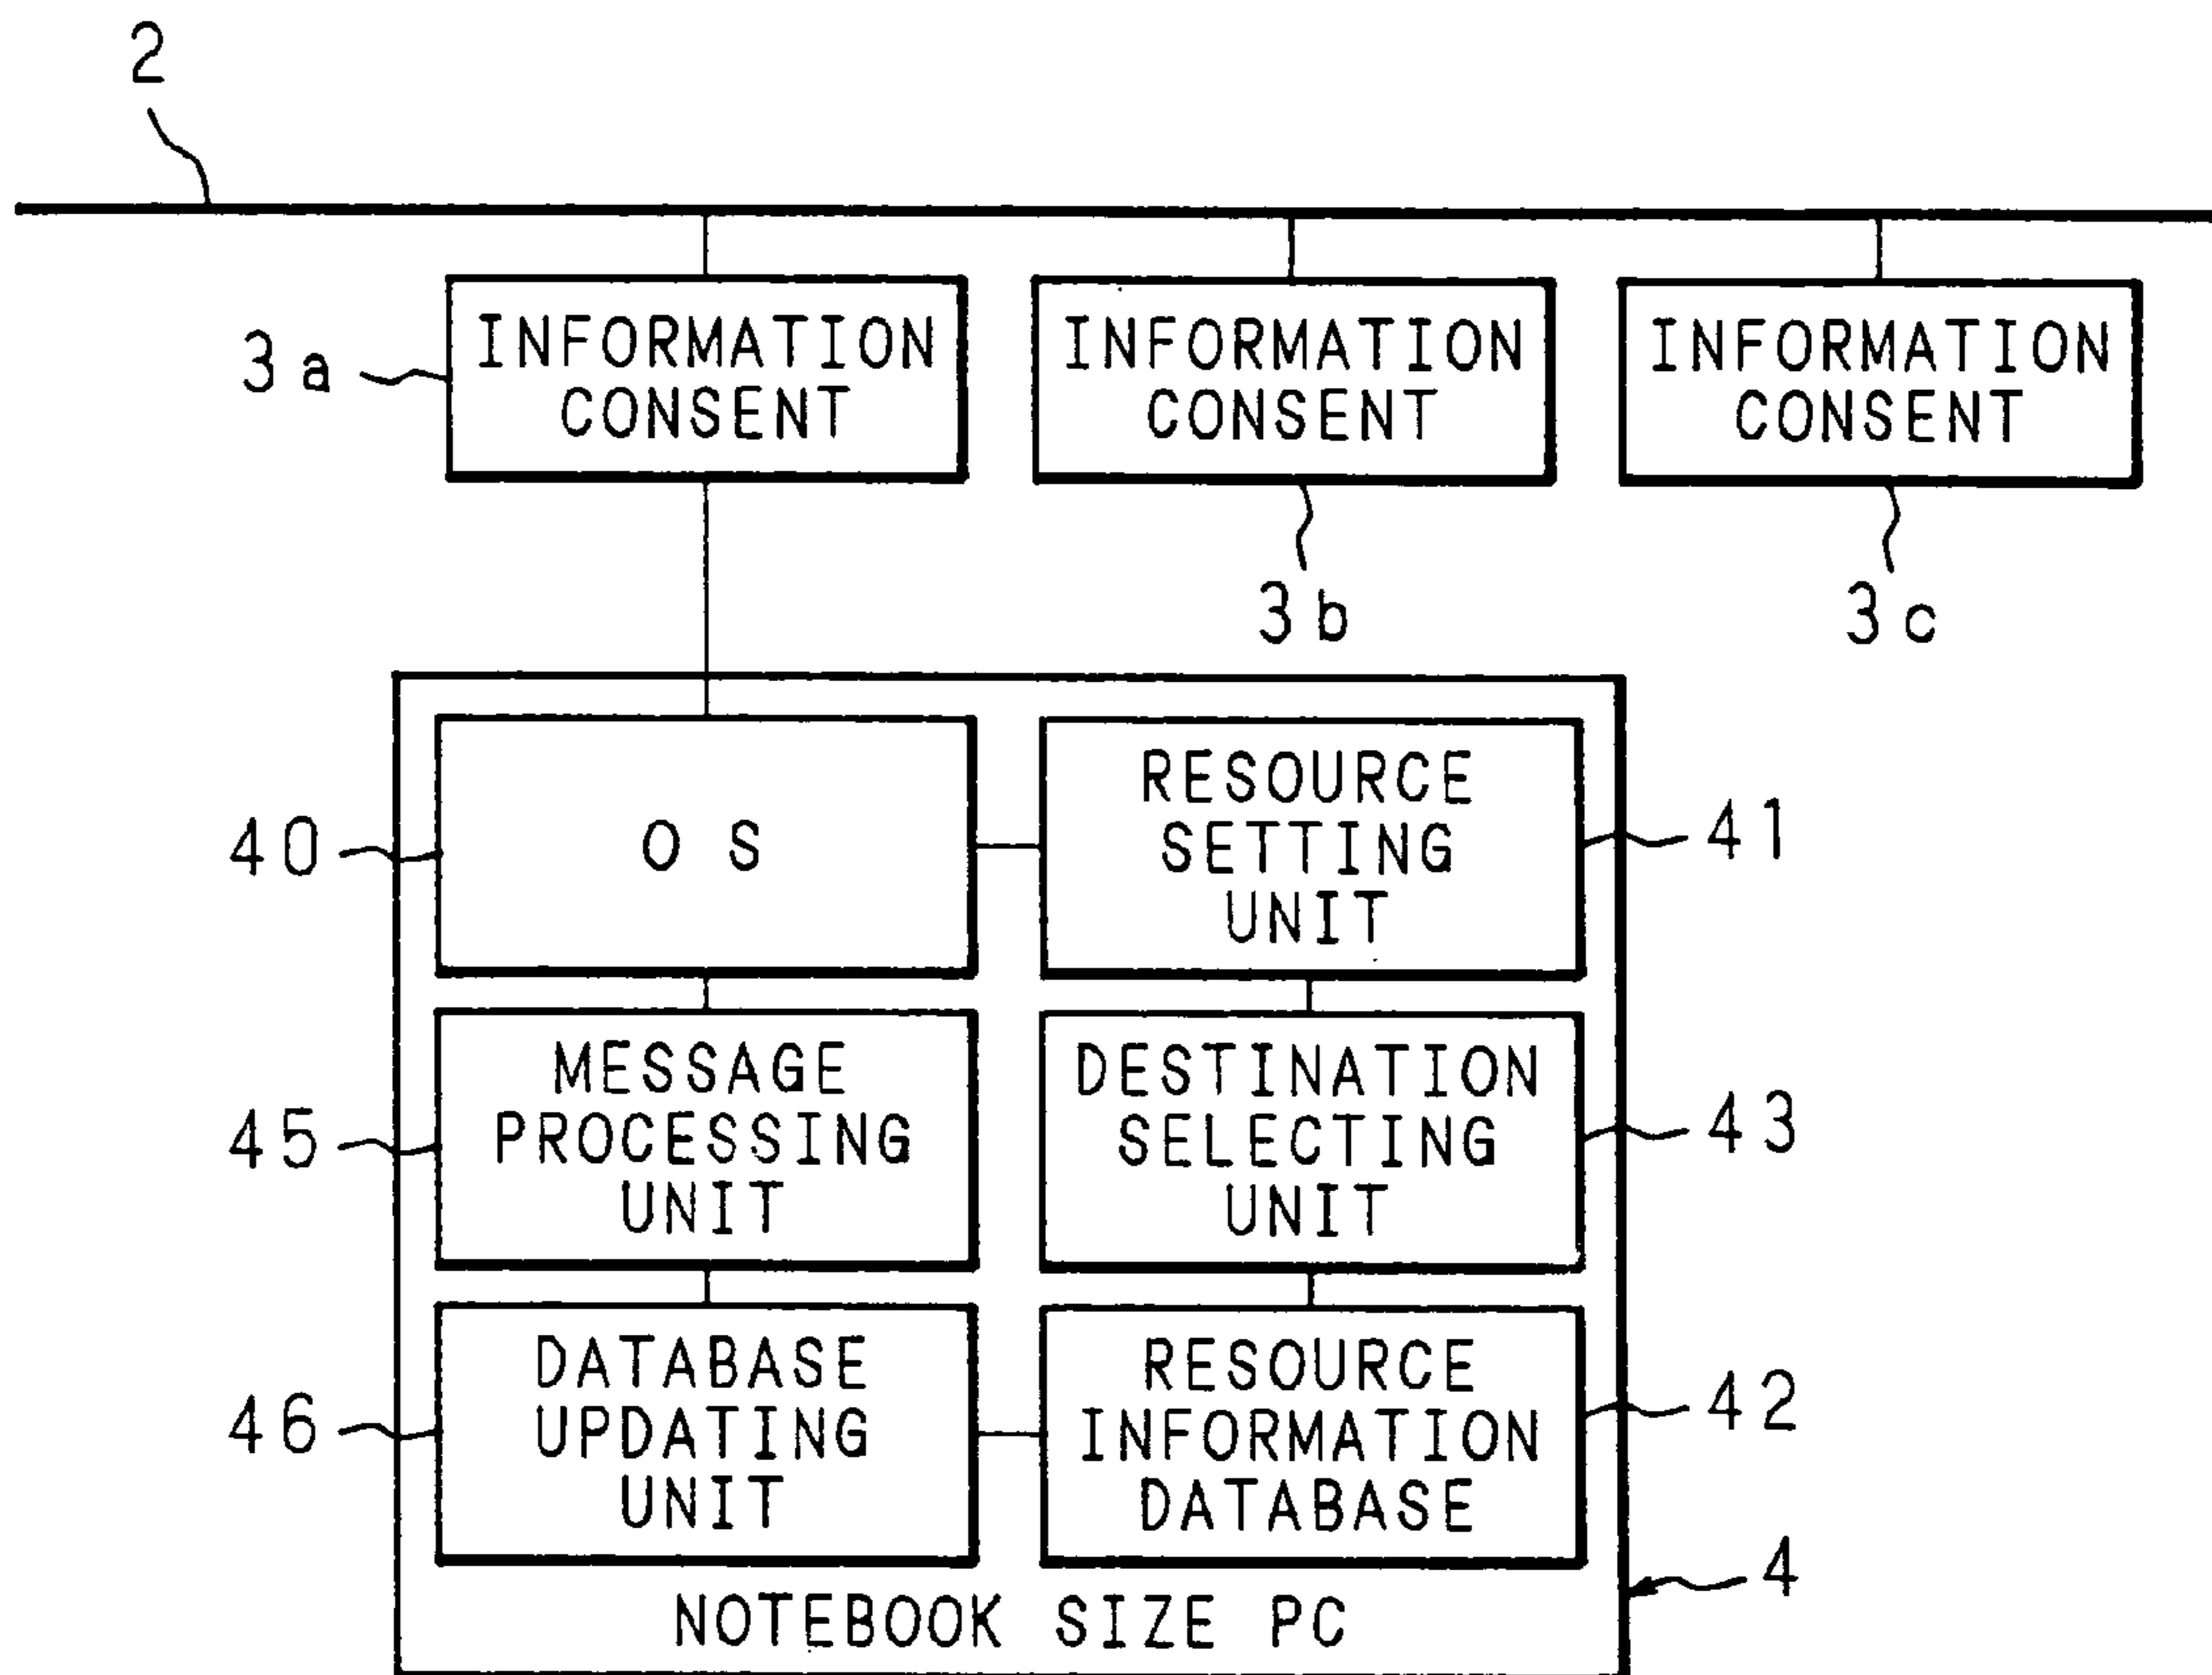 2
INFORMATION
CONSENT
INFORMATION
CONSENT
INFORMATION
CONSENT
3a
3b
3c
OS
RESOURCE
SETTING
UNIT
40
41
MESSAGE
PROCESSING
UNIT
DESTINATION
SELECTING
UNIT
45
43
DATABASE
UPDATING
UNIT
RESOURCE
INFORMATION
DATABASE
46
42
4
NOTEBOOK SIZE PC